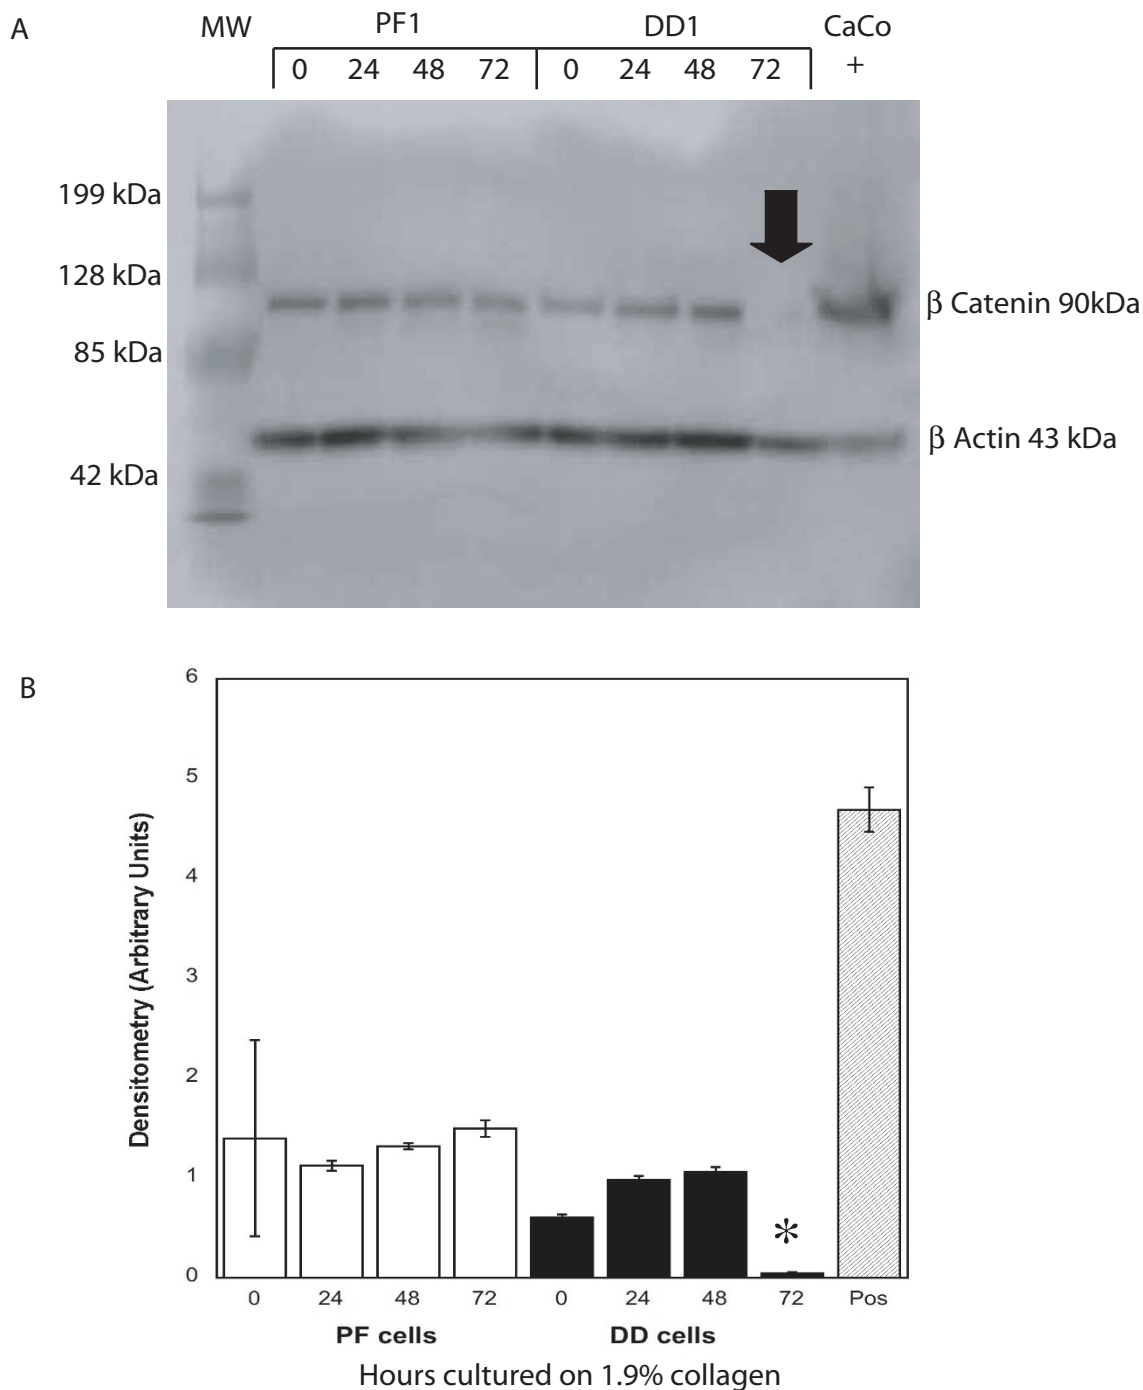 A
MW PF1 DD1 CaCo
0 24 48 72 0 24 48 72 +
199 kDa
128 kDa
β Catenin 90kDa
85 kDa
β Actin 43 kDa
42 kDa
B
6
5
4
3
2
1
0
Densitometry (Arbitrary Units)
*
0 24 48 72 0 24 48 72 Pos
PF cells DD cells
Hours cultured on 1.9% collagen